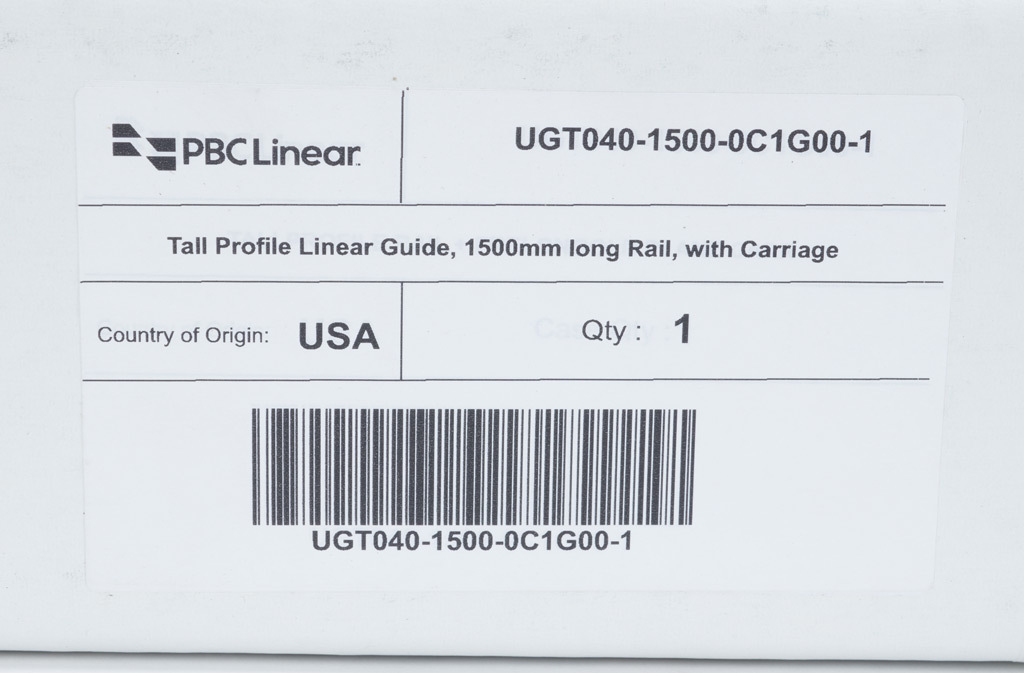 PBC Linear
UGT040-1500-0C1G00-1
Tall Profile Linear Guide, 1500mm long Rail, with Carriage
Country of Origin: USA
Qty : 1
UGT040-1500-0C1G00-1